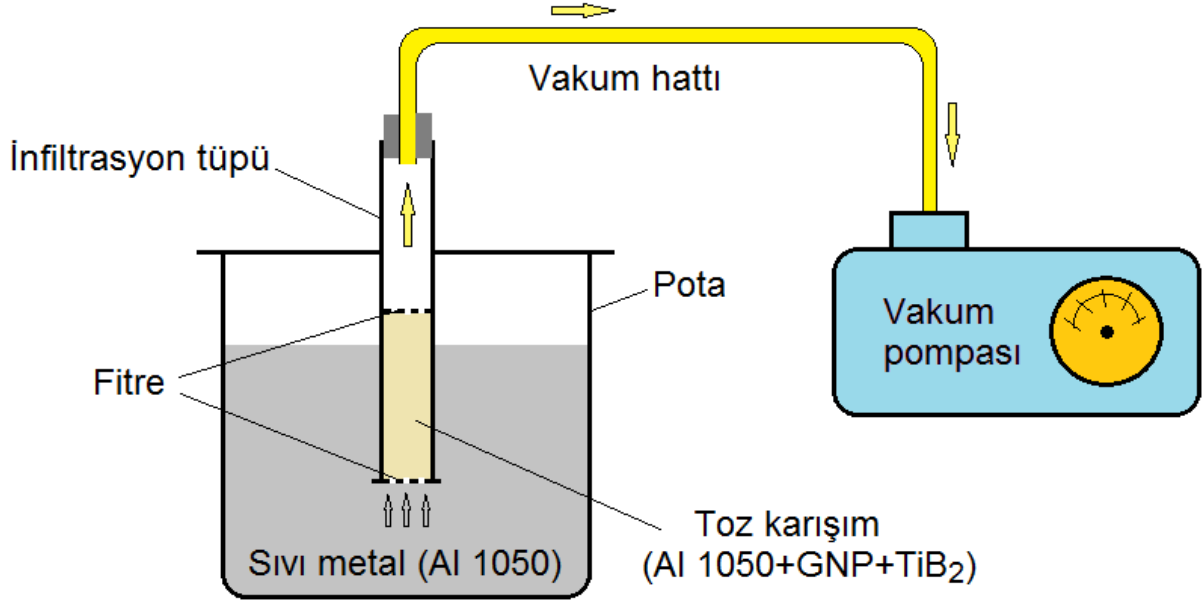 Vakum hattı
İnfiltrasyon tüpü
Pota
Vakum
pompası
Fitre
Toz karışım
(Al 1050+GNP+TiB₂)
Sıvı metal (Al 1050)